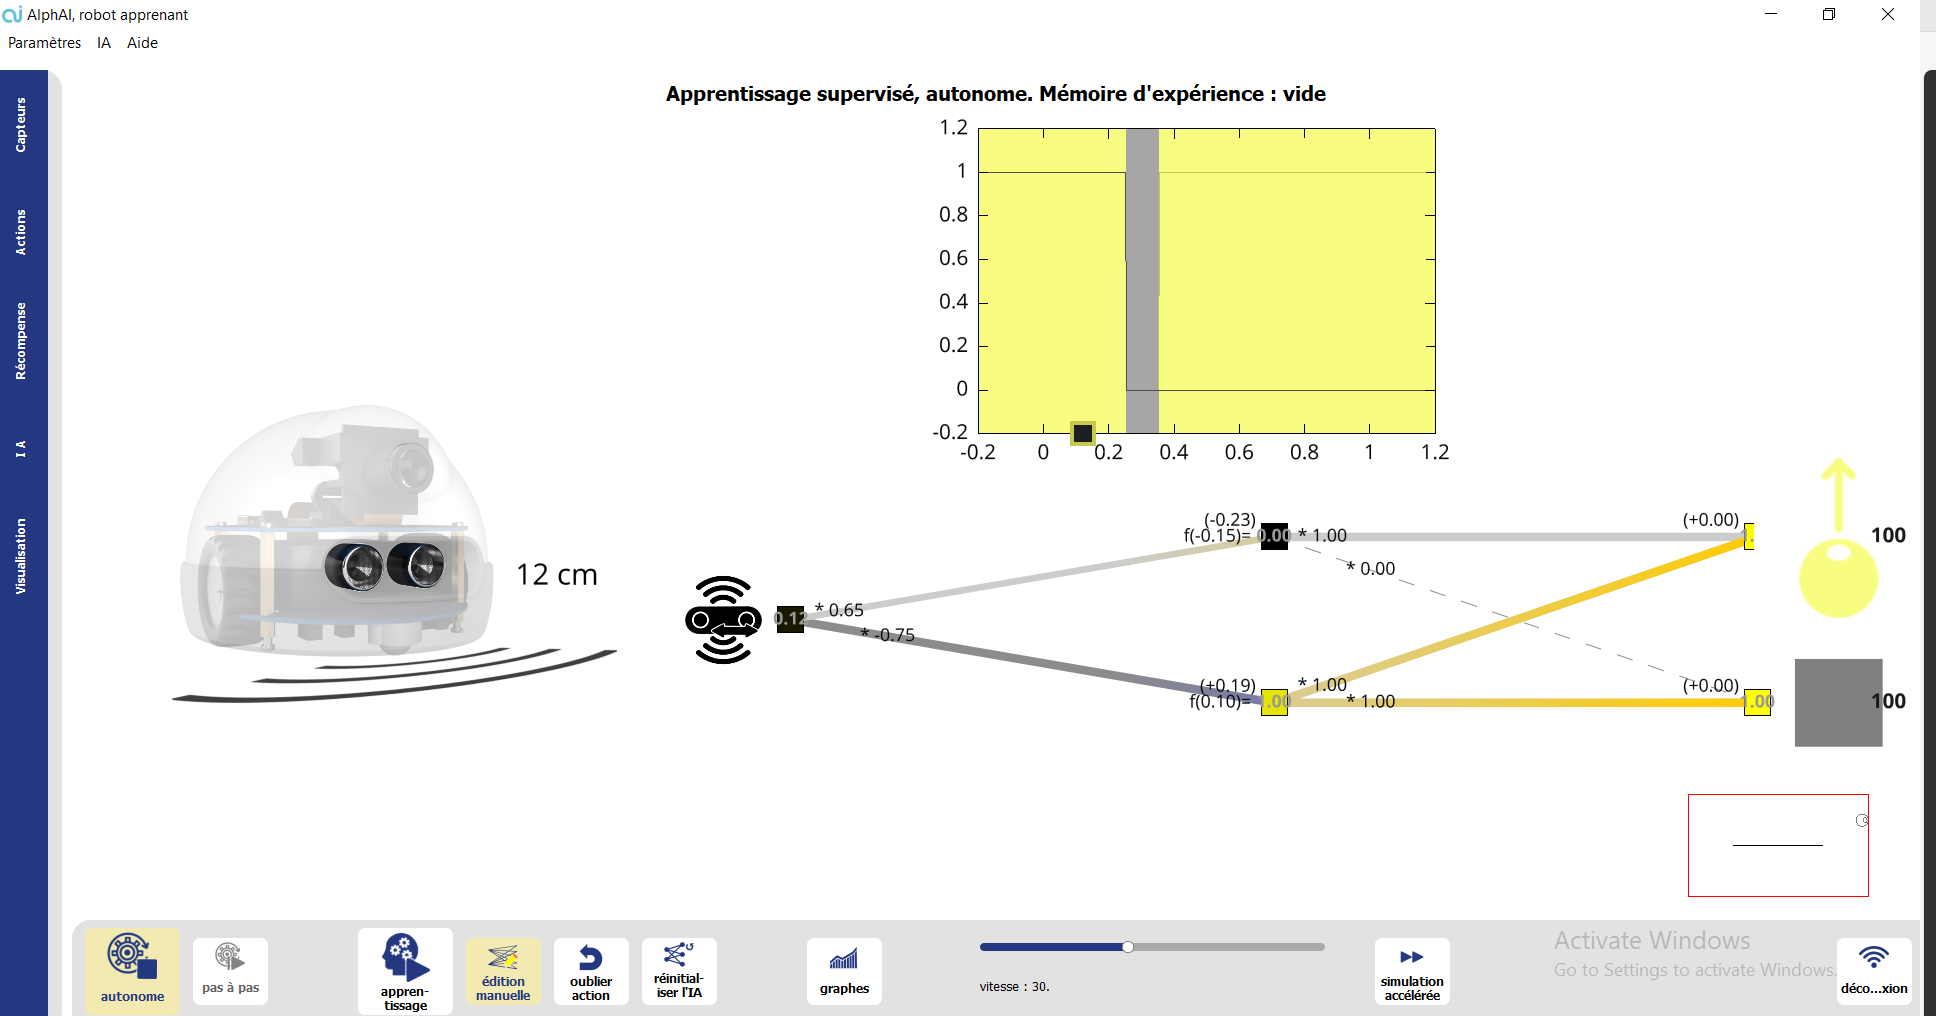 AlphAI, robot apprenant
Paramètres IA Aide
Capteurs
Actions
Récompense
I A
Visualisation
Apprentissage supervisé, autonome. Mémoire d'expérience : vide
1.2
1
0.8
0.6
0.4
0.2
0
-0.2
-0.2 0 0.2 0.4 0.6 0.8 1 1.2
12 cm
0.12
* 0.65
* -0.75
(-0.23)
f(-0.15)= 0.00 * 1.00
* 0.00
(+0.19)
f(0.10)= 1.00 * 1.00
* 1.00
(+0.00)
1.
100
(+0.00)
1.00
100
autonome
pas à pas
appren-
tissage
édition
manuelle
oublier
action
réinitial-
iser l'IA
graphes
vitesse : 30.
simulation
accélérée
Activate Windows
Go to Settings to activate Windows.
déco...xion